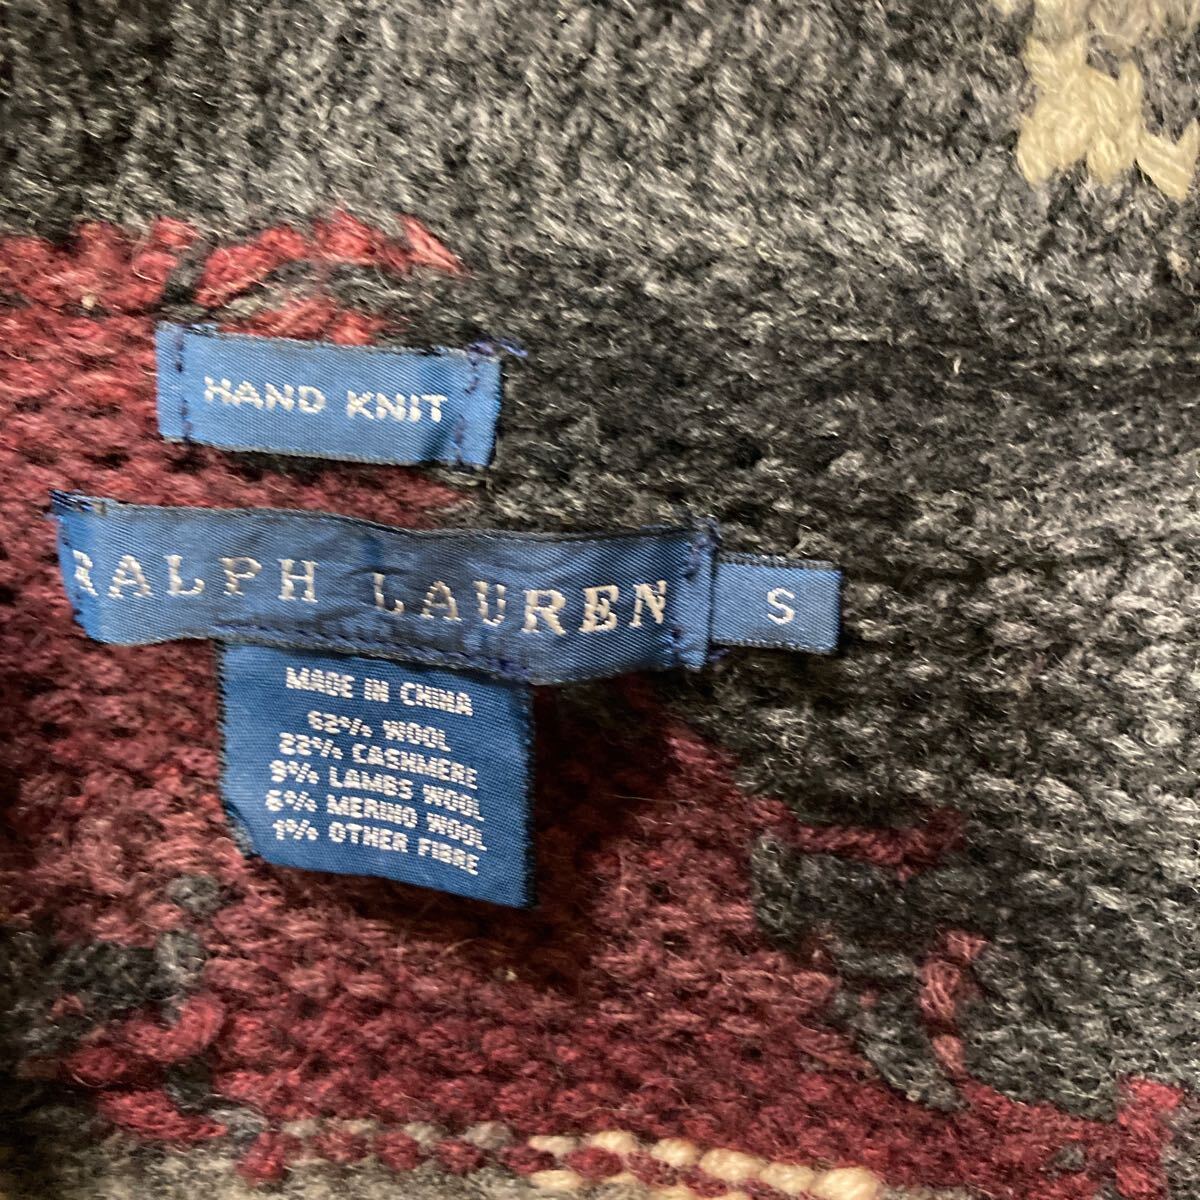 HAND KNIT
RALPH LAUREN
S
MADE IN CHINA
62% WOOL
22% CASHMERE
9% LAMBS WOOL
6% MERINO WOOL
1% OTHER FIBRE